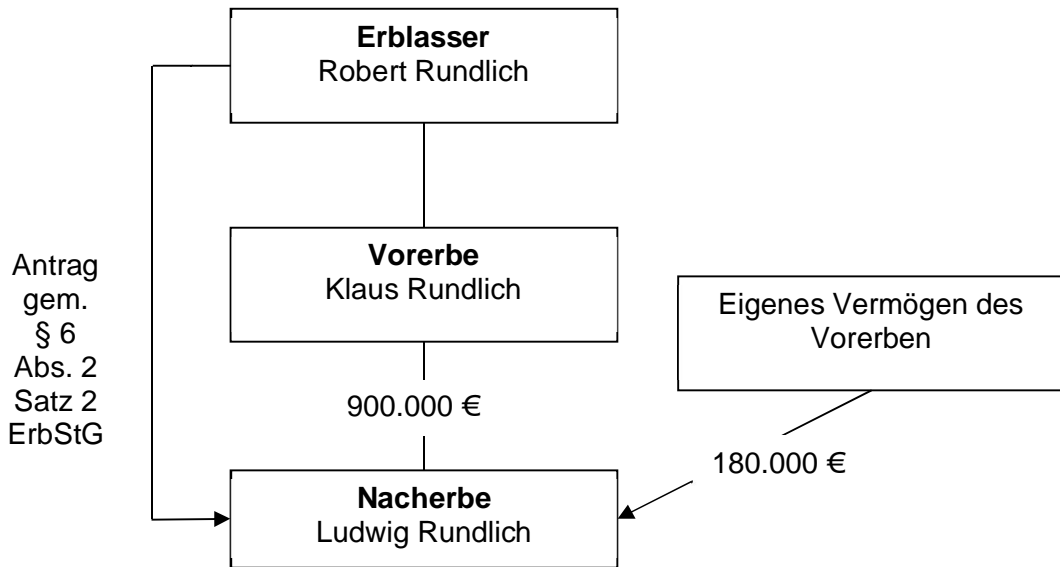 Erblasser
Robert Rundlich
Vorerbe
Klaus Rundlich
Antrag
gem.
§ 6
Abs. 2
Satz 2
ErbStG
Eigenes Vermögen des
Vorerben
900.000 €
180.000 €
Nacherbe
Ludwig Rundlich